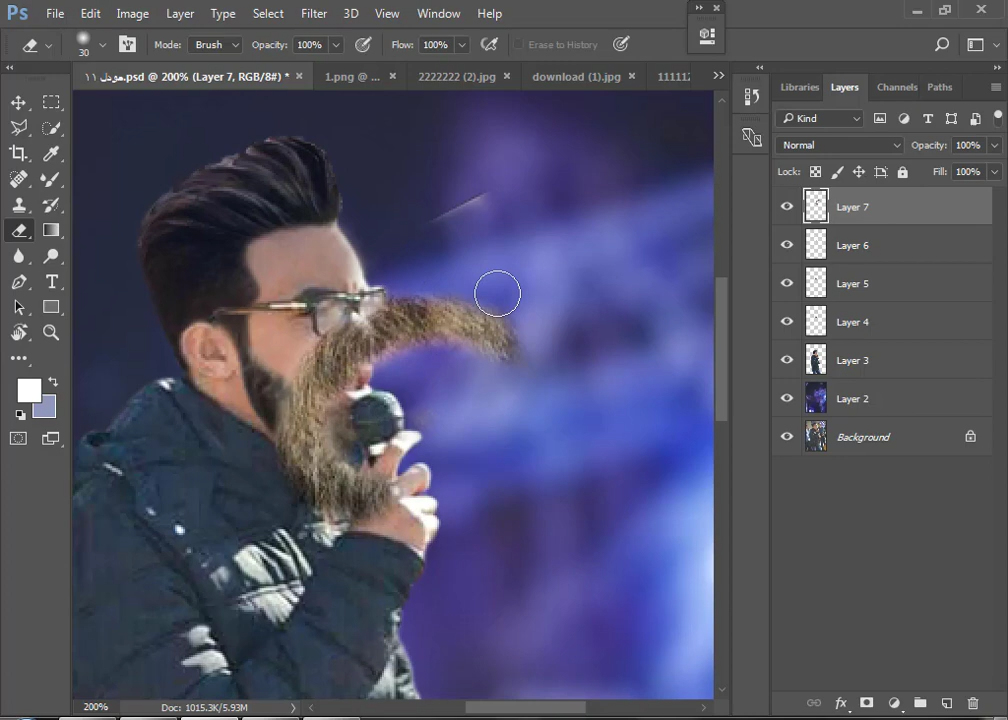 Ps File Edit Image Layer Type Select Filter 3D View Window Help
30 Mode: Brush Opacity: 100% Flow: 100% Erase to History
موديل ١١.psd @ 200% (Layer 7, RGB/8#) * × 1.png @ ... × 2222222 (2).jpg × download (1).jpg × 111112
Libraries Layers Channels Paths
Kind
Normal Opacity: 100%
Lock: Fill: 100%
Layer 7
Layer 6
Layer 5
Layer 4
Layer 3
Layer 2
Background
200% Doc: 1015.3K/5.93M
fx